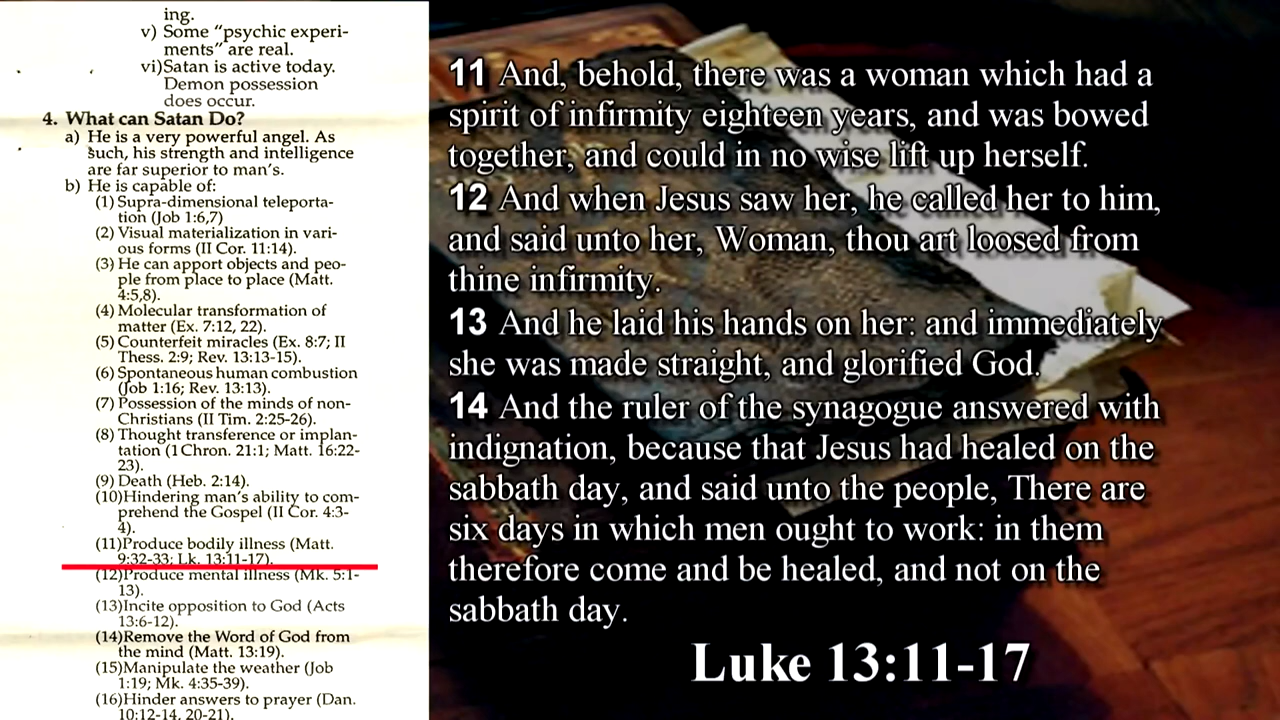 ing.
v) Some “psychic experi-
ments” are real.
vi)Satan is active today.
Demon possession
does occur.
4. What can Satan Do?
a) He is a very powerful angel. As
such, his strength and intelligence
are far superior to man's.
b) He is capable of:
(1) Supra-dimensional teleporta-
tion (Job 1:6,7)
(2) Visual materialization in vari-
ous forms (II Cor. 11:14).
(3) He can apport objects and peo-
ple from place to place (Matt.
4:5,8).
(4) Molecular transformation of
matter (Ex. 7:12, 22).
(5) Counterfeit miracles (Ex. 8:7; II
Thess. 2:9; Rev. 13:13-15).
(6) Spontaneous human combustion
(Job 1:16; Rev. 13:13).
(7) Possession of the minds of non-
Christians (II Tim. 2:25-26).
(8) Thought transference or implan-
tation (1 Chron. 21:1; Matt. 16:22-
23).
(9) Death (Heb. 2:14).
(10)Hindering man's ability to com-
prehend the Gospel (II Cor. 4:3-
4).
(11)Produce bodily illness (Matt.
9:32-33; Lk. 13:11-17).
(12)Produce mental illness (Mk. 5:1-
13).
(13)Incite opposition to God (Acts
13:6-12).
(14)Remove the Word of God from
the mind (Matt. 13:19).
(15)Manipulate the weather (Job
1:19; Mk. 4:35-39).
(16)Hinder answers to prayer (Dan.
10:12-14, 20-21).
11 And, behold, there was a woman which had a
spirit of infirmity eighteen years, and was bowed
together, and could in no wise lift up herself.
12 And when Jesus saw her, he called her to him,
and said unto her, Woman, thou art loosed from
thine infirmity.
13 And he laid his hands on her: and immediately
she was made straight, and glorified God.
14 And the ruler of the synagogue answered with
indignation, because that Jesus had healed on the
sabbath day, and said unto the people, There are
six days in which men ought to work: in them
therefore come and be healed, and not on the
sabbath day.
Luke 13:11-17